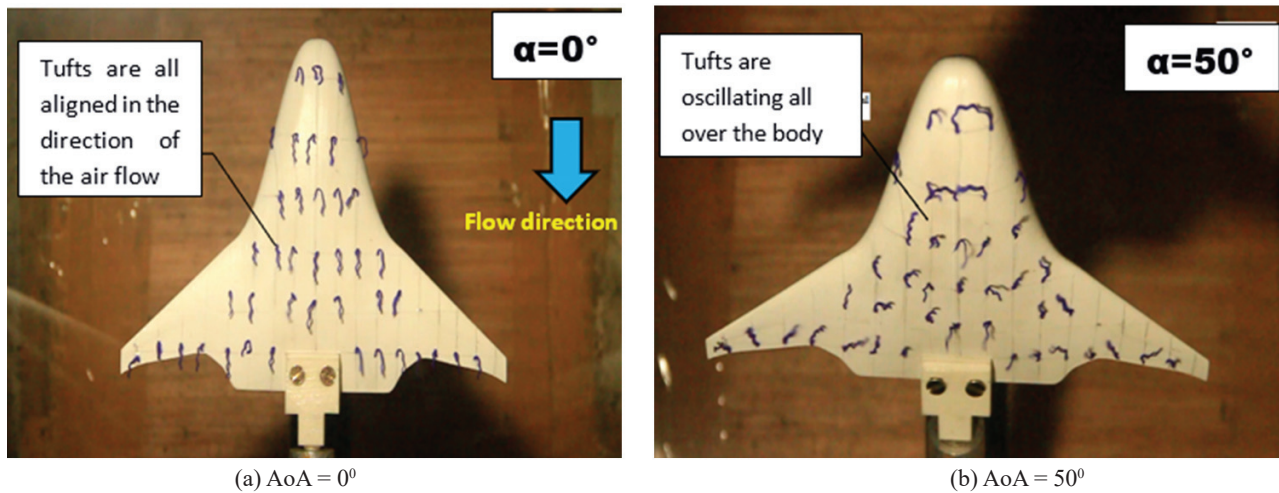 Tufts are all
aligned in the
direction of
the air flow
α=0°
Flow direction
(a) AoA = 0⁰
Tufts are
oscillating all
over the body
α=50°
(b) AoA = 50⁰